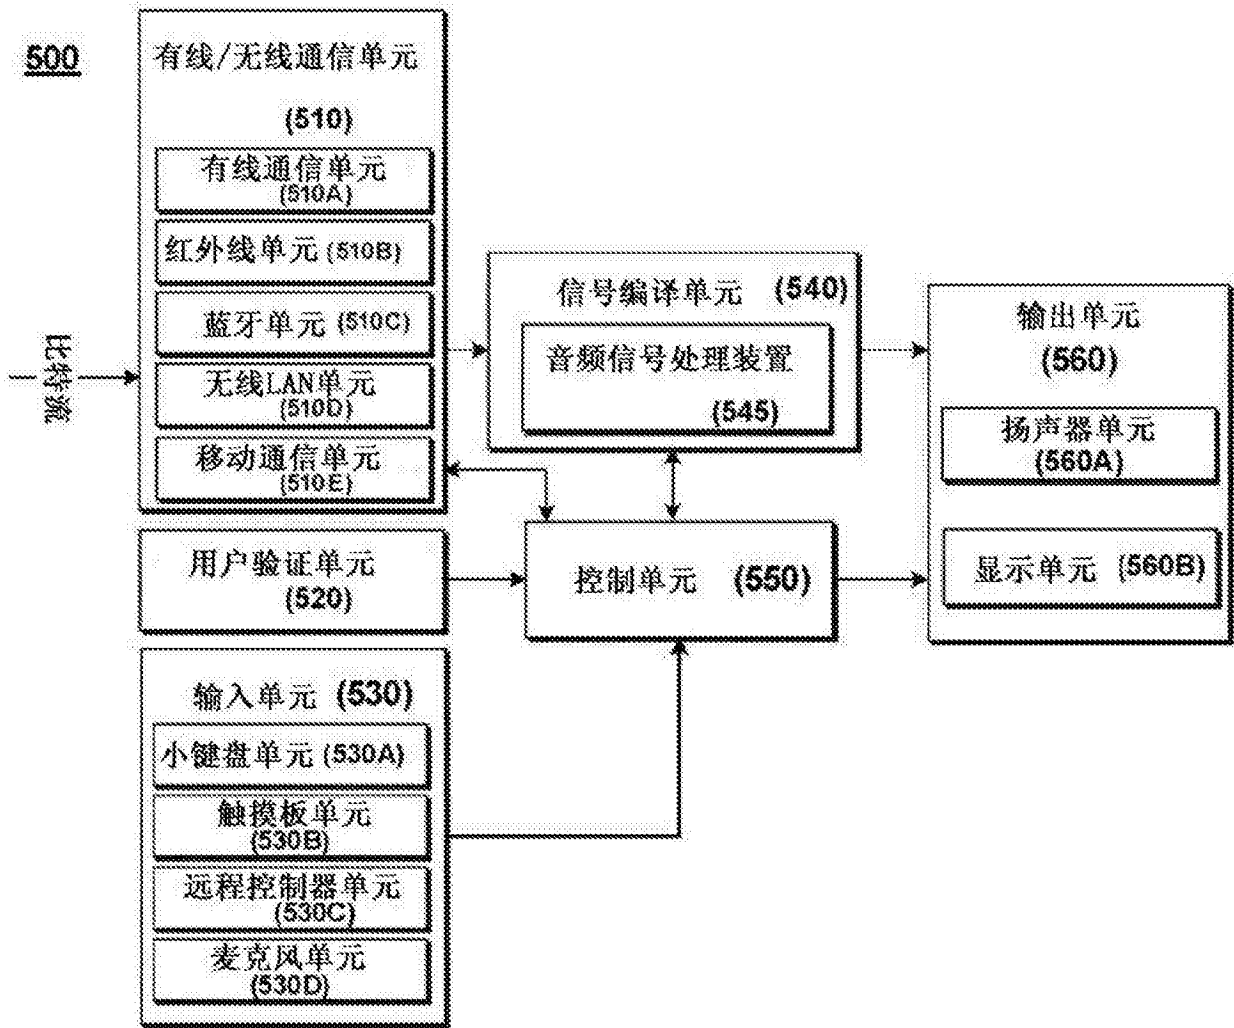 500
有线/无线通信单元
(510)
有线通信单元
(510A)
红外线单元 (510B)
蓝牙单元 (510C)
无线LAN单元
(510D)
移动通信单元
(510E)
比特流
用户验证单元
(520)
输入单元 (530)
小键盘单元 (530A)
触摸板单元
(530B)
远程控制器单元
(530C)
麦克风单元
(530D)
信号编译单元 (540)
音频信号处理装置
(545)
控制单元 (550)
输出单元
(560)
扬声器单元
(560A)
显示单元 (560B)